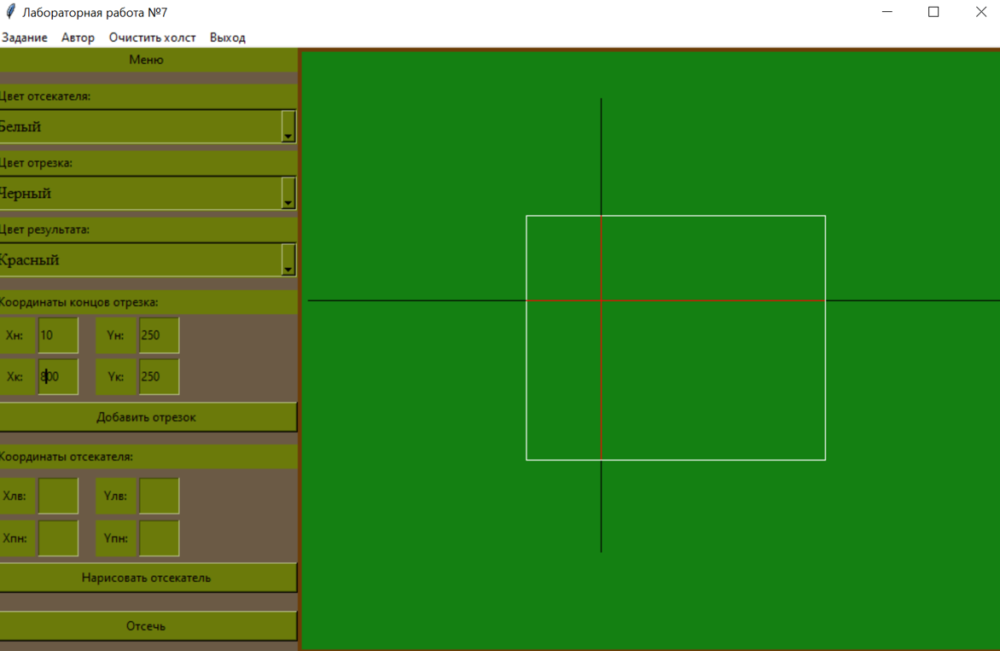 Лабораторная работа №7
Задание Автор Очистить холст Выход
Меню
Цвет отсекателя:
Белый
Цвет отрезка:
Черный
Цвет результата:
Красный
Координаты концов отрезка:
Xн: 10 Yн: 250
Xк: 800 Yк: 250
Добавить отрезок
Координаты отсекателя:
Xлв: Yлв:
Xпн: Yпн:
Нарисовать отсекатель
Отсечь